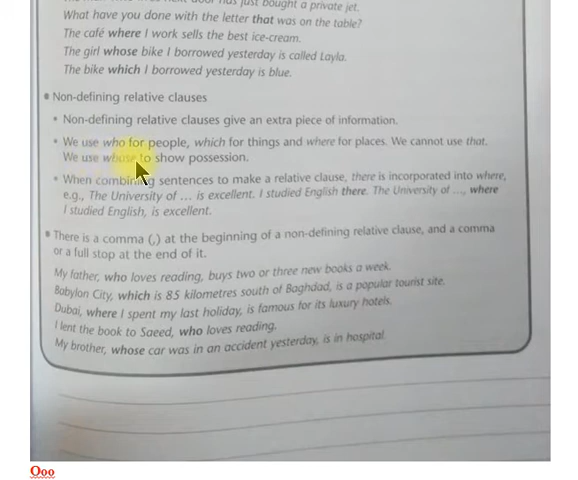 has just bought a private jet.
What have you done with the letter that was on the table?
The café where I work sells the best ice-cream.
The girl whose bike I borrowed yesterday is called Layla.
The bike which I borrowed yesterday is blue.
• Non-defining relative clauses
• Non-defining relative clauses give an extra piece of information.
• We use who for people, which for things and where for places. We cannot use that.
We use whose to show possession.
• When combining sentences to make a relative clause, there is incorporated into where,
e.g., The University of ... is excellent. I studied English there. The University of ..., where
I studied English, is excellent.
• There is a comma (,) at the beginning of a non-defining relative clause, and a comma
or a full stop at the end of it.
My father, who loves reading, buys two or three new books a week.
Babylon City, which is 85 kilometres south of Baghdad, is a popular tourist site.
Dubai, where I spent my last holiday, is famous for its luxury hotels.
I lent the book to Saeed, who loves reading.
My brother, whose car was in an accident yesterday, is in hospital.
Ooo